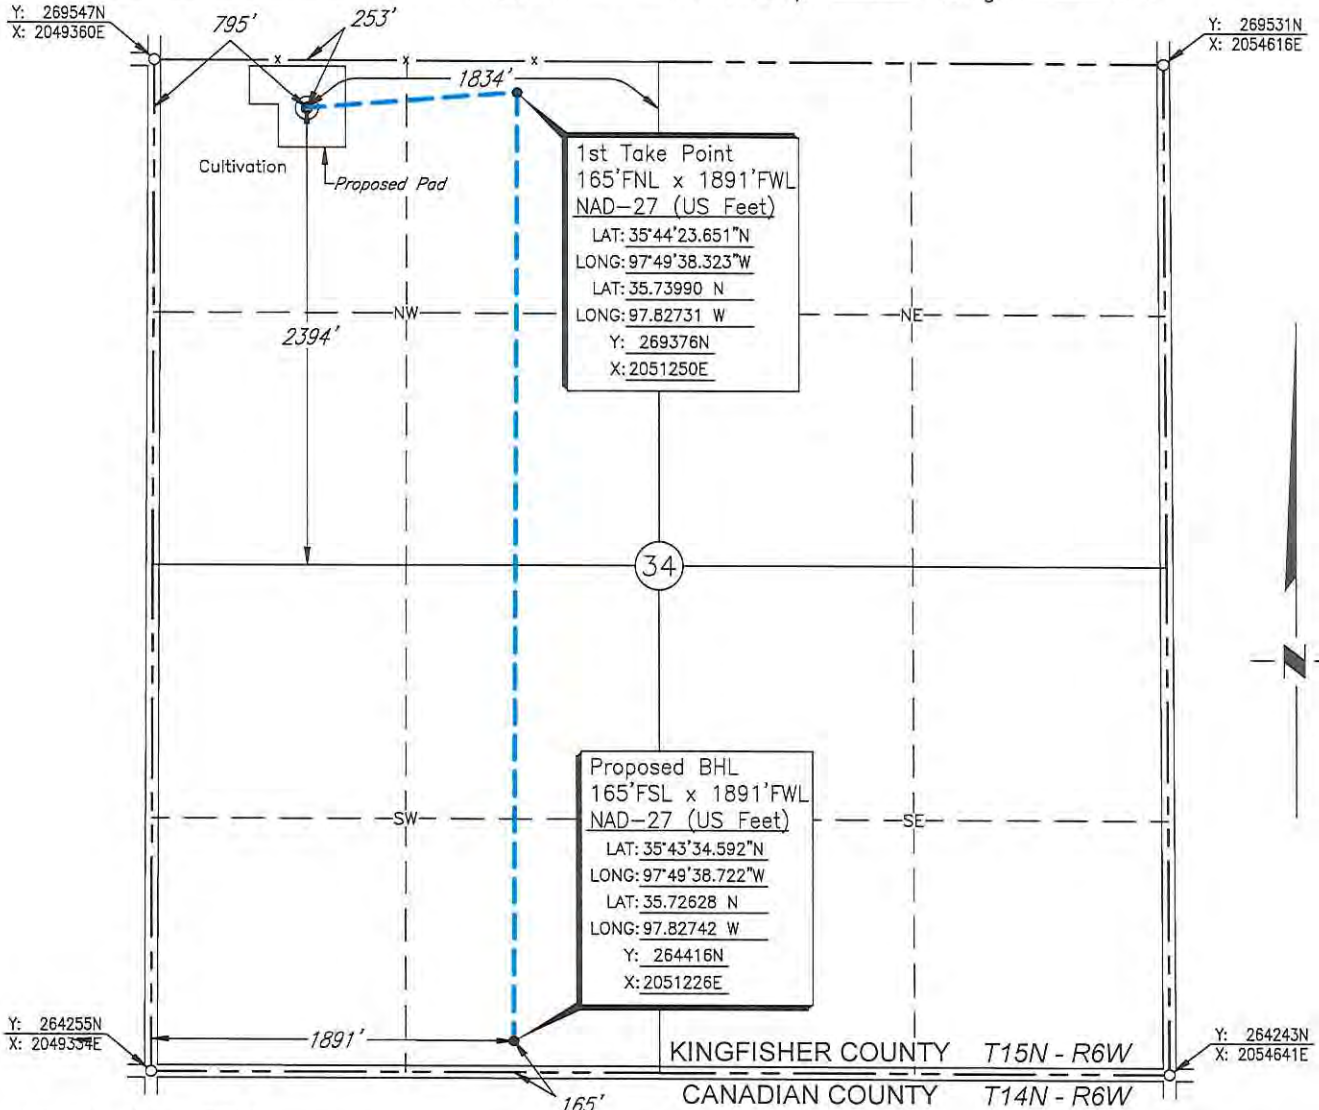 Y: 269547N
X: 2049360E
795'
253'
Y: 269531N
X: 2054616E
x
x
x
1834'
Cultivation
Proposed Pad
1st Take Point
165'FNL x 1891'FWL
NAD-27 (US Feet)
LAT: 35°44'23.651"N
LONG: 97°49'38.323"W
LAT: 35.73990 N
LONG: 97.82731 W
Y: 269376N
X: 2051250E
NW
NE
2394'
34
N
Proposed BHL
165'FSL x 1891'FWL
NAD-27 (US Feet)
LAT: 35°43'34.592"N
LONG: 97°49'38.722"W
LAT: 35.72628 N
LONG: 97.82742 W
Y: 264416N
X: 2051226E
SW
SE
Y: 264255N
X: 2049334E
1891'
KINGFISHER COUNTY T15N - R6W
Y: 264243N
X: 2054641E
165'
CANADIAN COUNTY T14N - R6W